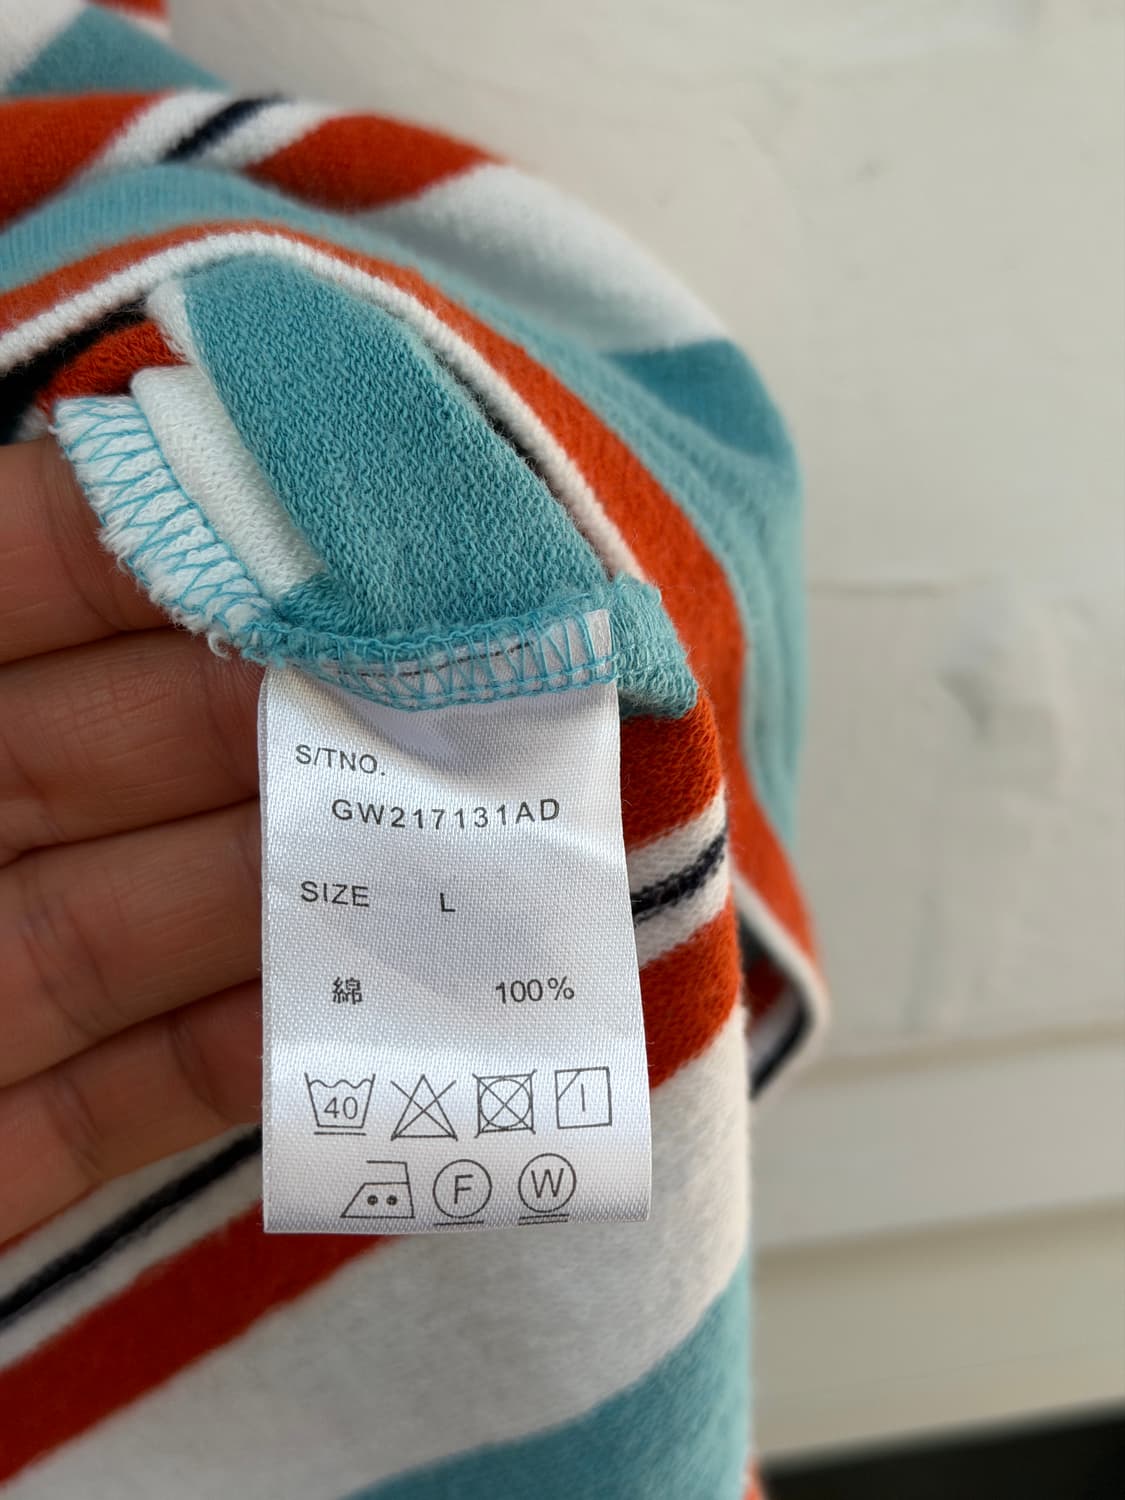 S/TNO.
GW217131AD
SIZE L
綿 100%
40
F W